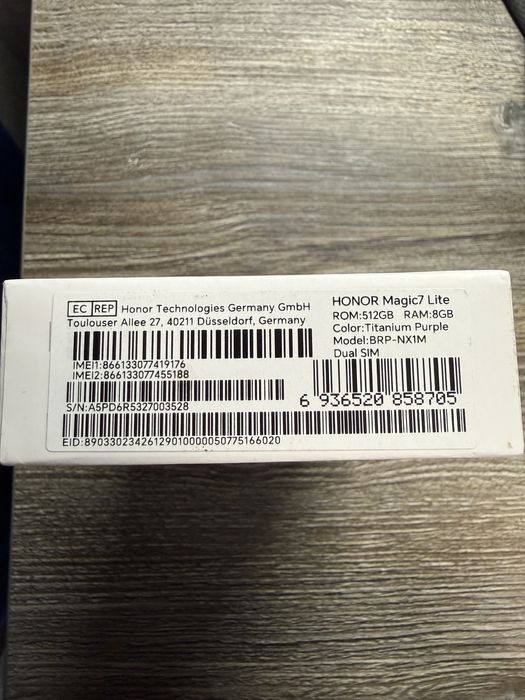 EC REP Honor Technologies Germany GmbH
Toulouser Allee 27, 40211 Düsseldorf, Germany
IMEI1:866133077419176
IMEI2:866133077455188
S/N:A5PD6R5327003528
EID:89033023426129010000050775166020
HONOR Magic7 Lite
ROM:512GB RAM:8GB
Color:Titanium Purple
Model:BRP-NX1M
Dual SIM
6 936520 858705